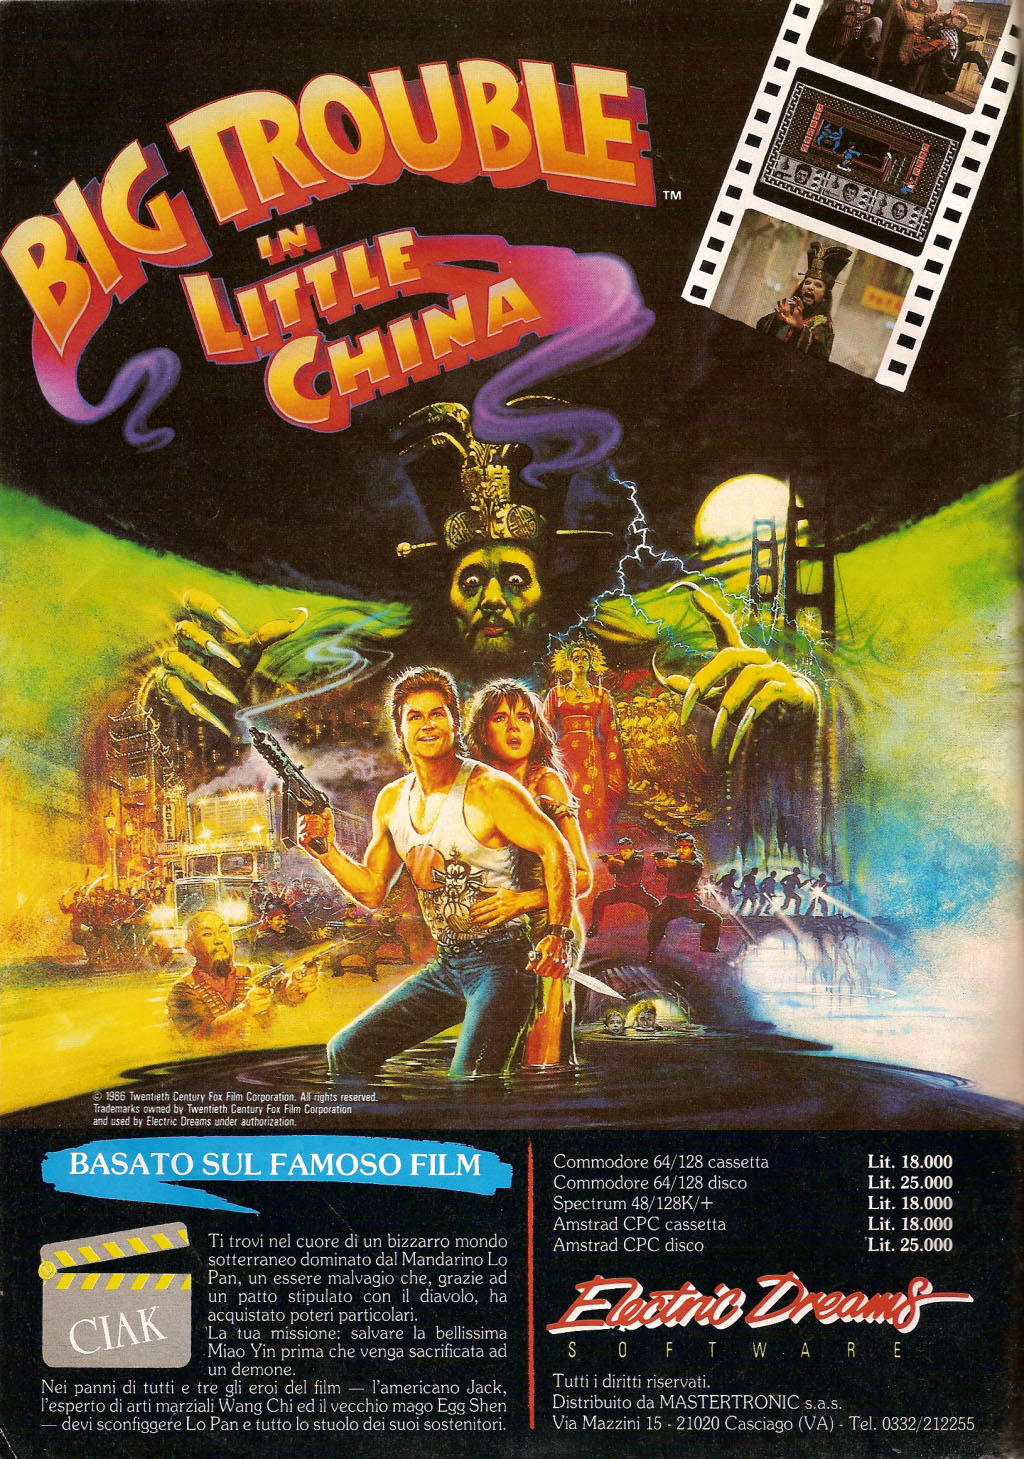 BIG TROUBLE
IN
LITTLE
CHINA
TM
HOTEL
© 1986 Twentieth Century Fox Film Corporation. All rights reserved.
Trademarks owned by Twentieth Century Fox Film Corporation
and used by Electric Dreams under authorization.
BASATO SUL FAMOSO FILM
CIAK
Ti trovi nel cuore di un bizzarro mondo
sotterraneo dominato dal Mandarino Lo
Pan, un essere malvagio che, grazie ad
un patto stipulato con il diavolo, ha
acquistato poteri particolari.
La tua missione: salvare la bellissima
Miao Yin prima che venga sacrificata ad
un demone.
Nei panni di tutti e tre gli eroi del film — l'americano Jack,
l'esperto di arti marziali Wang Chi ed il vecchio mago Egg Shen
— devi sconfiggere Lo Pan e tutto lo stuolo dei suoi sostenitori.
Commodore 64/128 cassetta Lit. 18.000
Commodore 64/128 disco Lit. 25.000
Spectrum 48/128K/+ Lit. 18.000
Amstrad CPC cassetta Lit. 18.000
Amstrad CPC disco Lit. 25.000
Electric Dreams
SOFTWARE
Tutti i diritti riservati.
Distribuito da MASTERTRONIC s.a.s.
Via Mazzini 15 - 21020 Casciago (VA) - Tel. 0332/212255